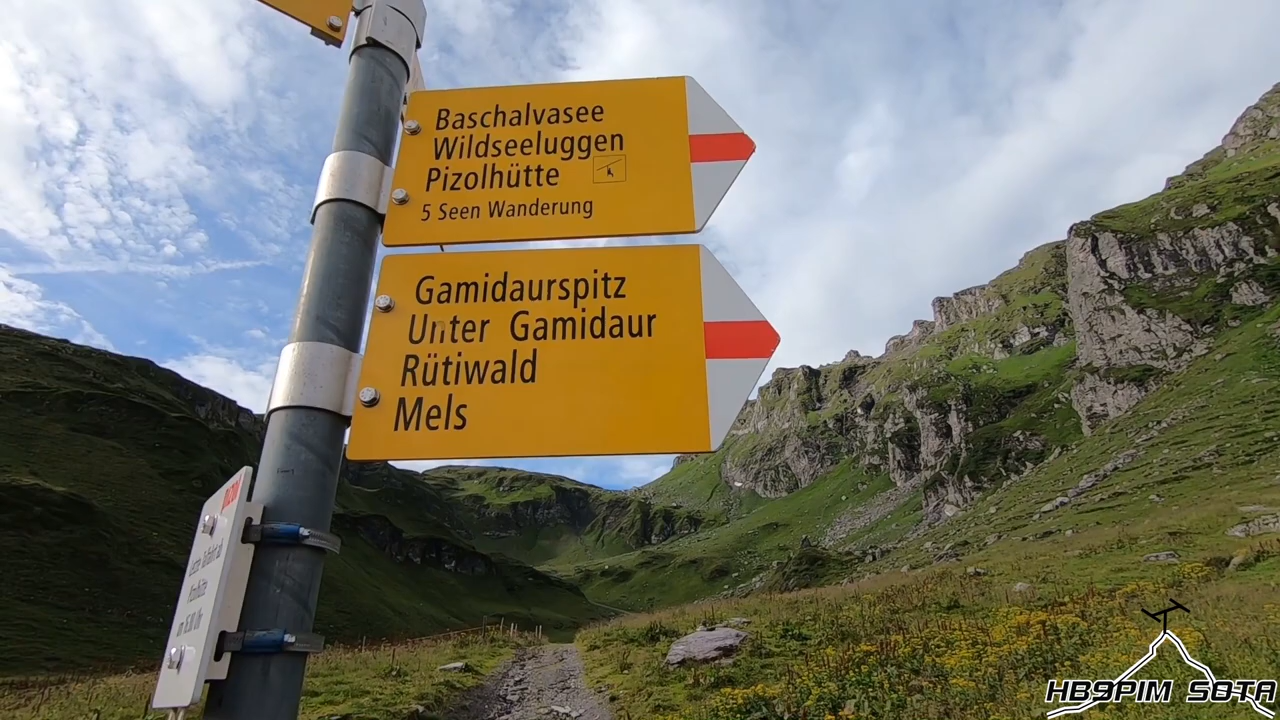 Baschalvasee
Wildseeluggen
Pizolhütte
5 Seen Wanderung
Gamidaurspitz
Unter Gamidaur
Rütiwald
Mels
HB9PIM SOTA